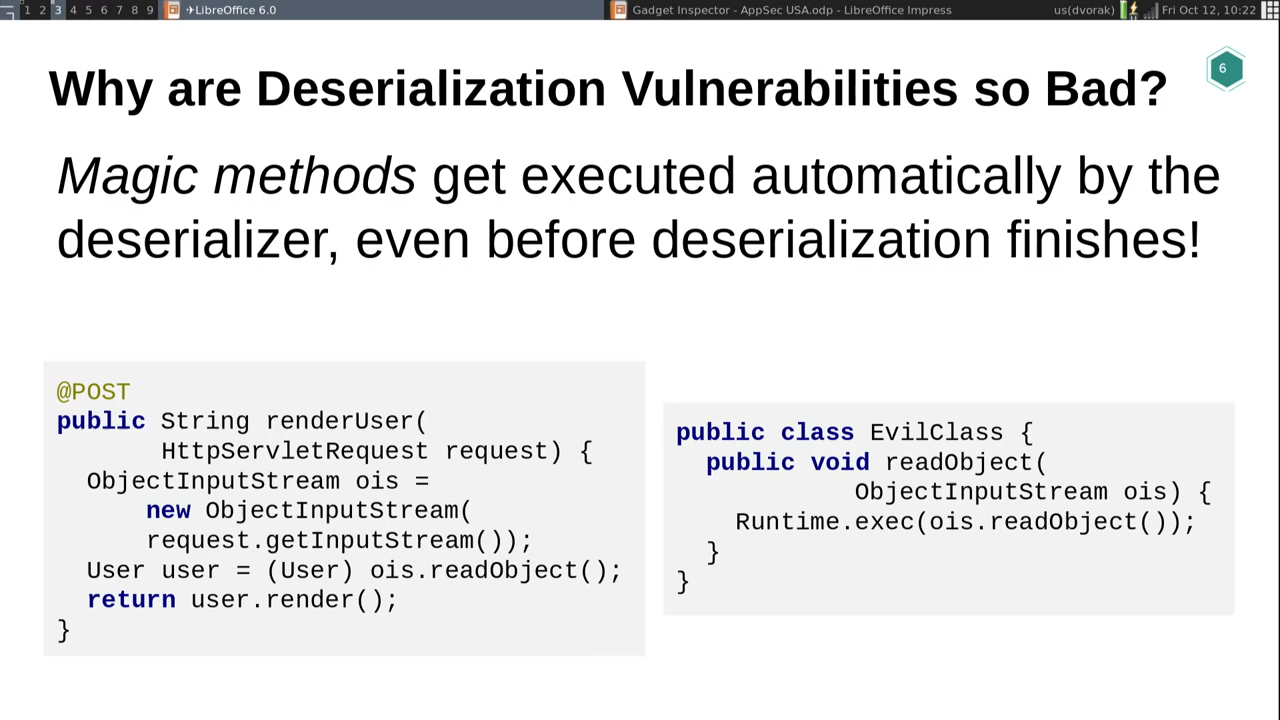 1 2 3 4 5 6 7 8 9 ✈LibreOffice 6.0 Gadget Inspector - AppSec USA.odp - LibreOffice Impress us(dvorak) Fri Oct 12, 10:22
Why are Deserialization Vulnerabilities so Bad?
6
Magic methods get executed automatically by the
deserializer, even before deserialization finishes!
@POST
public String renderUser(
HttpServletRequest request) {
ObjectInputStream ois =
new ObjectInputStream(
request.getInputStream());
User user = (User) ois.readObject();
return user.render();
}
public class EvilClass {
public void readObject(
ObjectInputStream ois) {
Runtime.exec(ois.readObject());
}
}